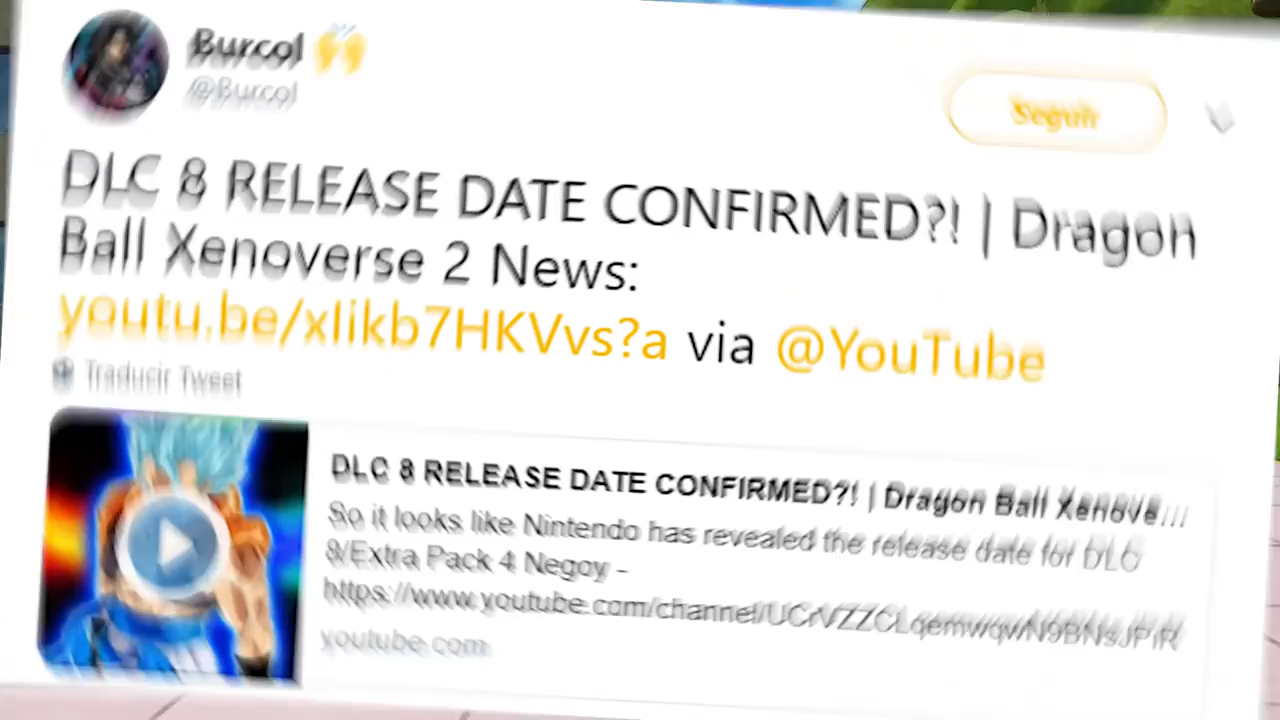 Burcol 🙌
@Burcol
Seguir
DLC 8 RELEASE DATE CONFIRMED?! | Dragon
Ball Xenoverse 2 News:
youtu.be/xIikb7HKVvs?a via @YouTube
Traducir Tweet
DLC 8 RELEASE DATE CONFIRMED?! | Dragon Ball Xenove...
So it looks like Nintendo has revealed the release date for DLC
8/Extra Pack 4 Negoy -
https://www.youtube.com/channel/
youtube.com